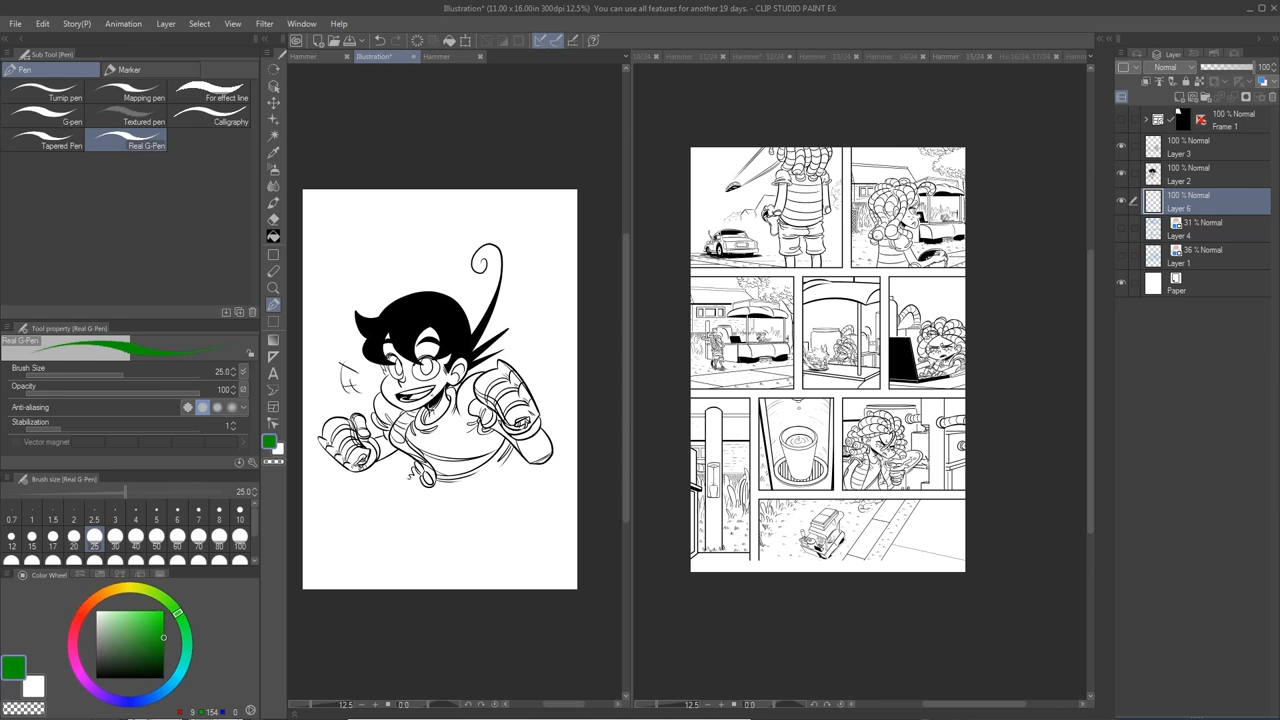 Illustration* (11.00 x 16.00in 300dpi 12.5%) You can use all features for another 19 days. - CLIP STUDIO PAINT EX
File Edit Story(P) Animation Layer Select View Filter Window Help
Sub Tool (Pen)
Hammer Illustration* Hammer
Hammer 15/24
Layer
Pen Marker
Normal 100
Turnip pen Mapping pen For effect line
G-pen Textured pen Calligraphy
Tapered Pen Real G-Pen
100 % Normal
Frame 1
100 % Normal
Layer 3
100 % Normal
Layer 2
100 % Normal
Layer 6
31 % Normal
Layer 4
36 % Normal
Layer 1
Paper
Tool property (Real G-Pen)
Real G-Pen
Brush Size 25.0
Opacity 100
Anti-aliasing
Stabilization 1
Vector magnet
Brush size (Real G-Pen)
25.0
0.7 1 1.5 2 2.5 3 4 5 6 7 8 10
12 15 17 20 25 30 40 50 60 70 80 100
Color Wheel
9 154 0
12.5 0.0
12.5 0.0